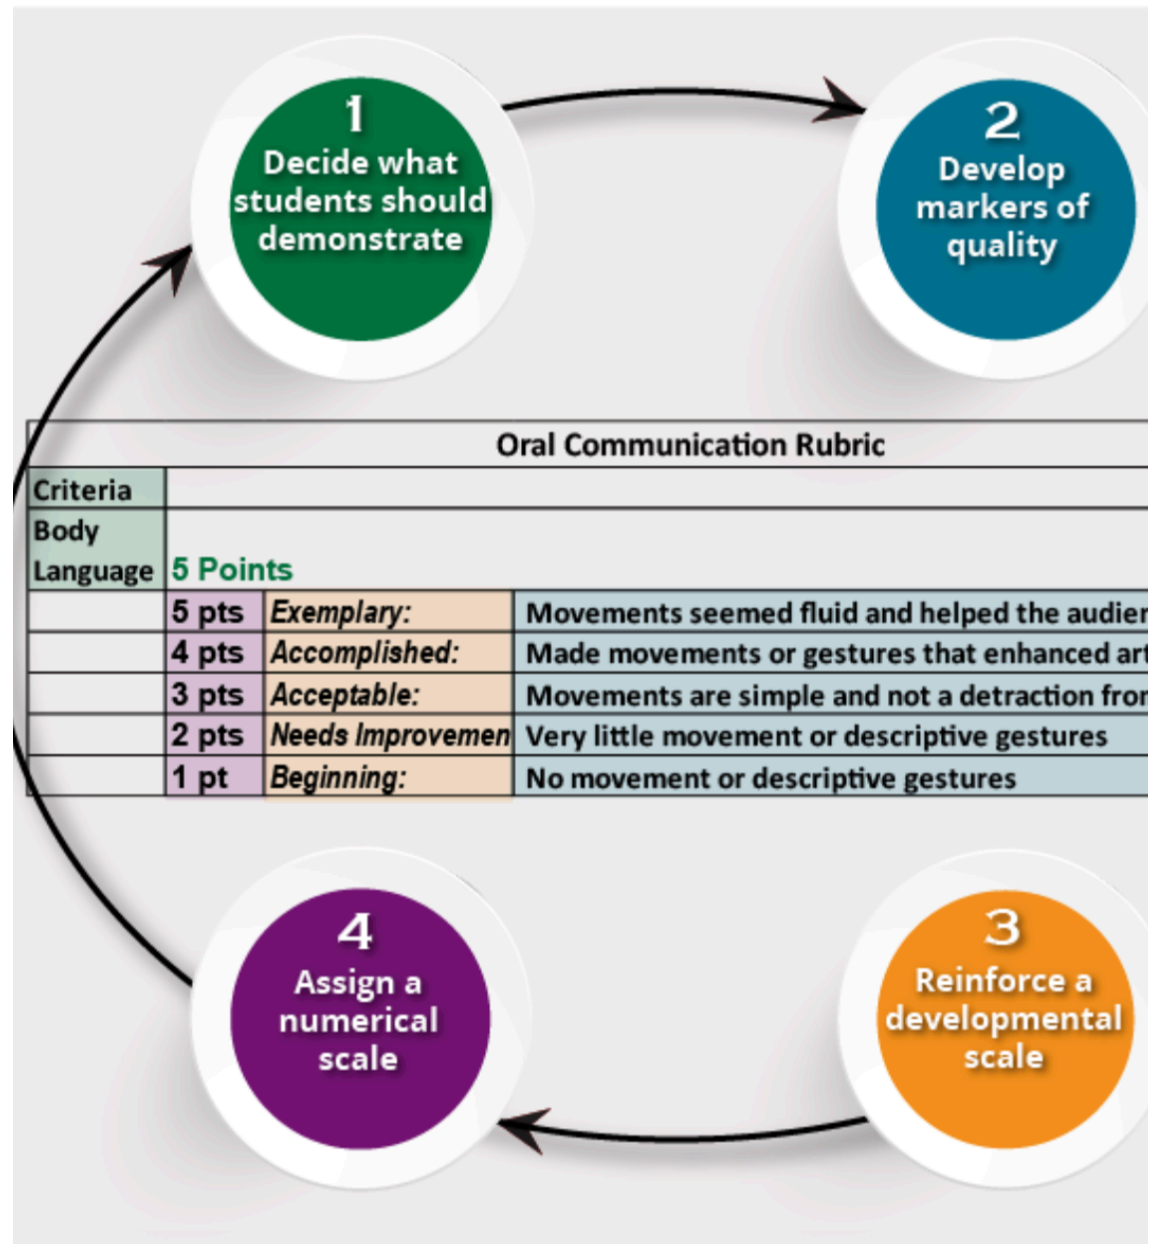 1
Decide what
students should
demonstrate
2
Develop
markers of
quality
Oral Communication Rubric
Criteria
Body
Language 5 Points
5 pts Exemplary: Movements seemed fluid and helped the
4 pts Accomplished: Made movements or gestures that enhanced
3 pts Acceptable: Movements are simple and not a detraction
2 pts Needs Improvemen Very little movement or descriptive gestures
1 pt Beginning: No movement or descriptive gestures
4
Assign a
numerical
scale
3
Reinforce a
developmental
scale